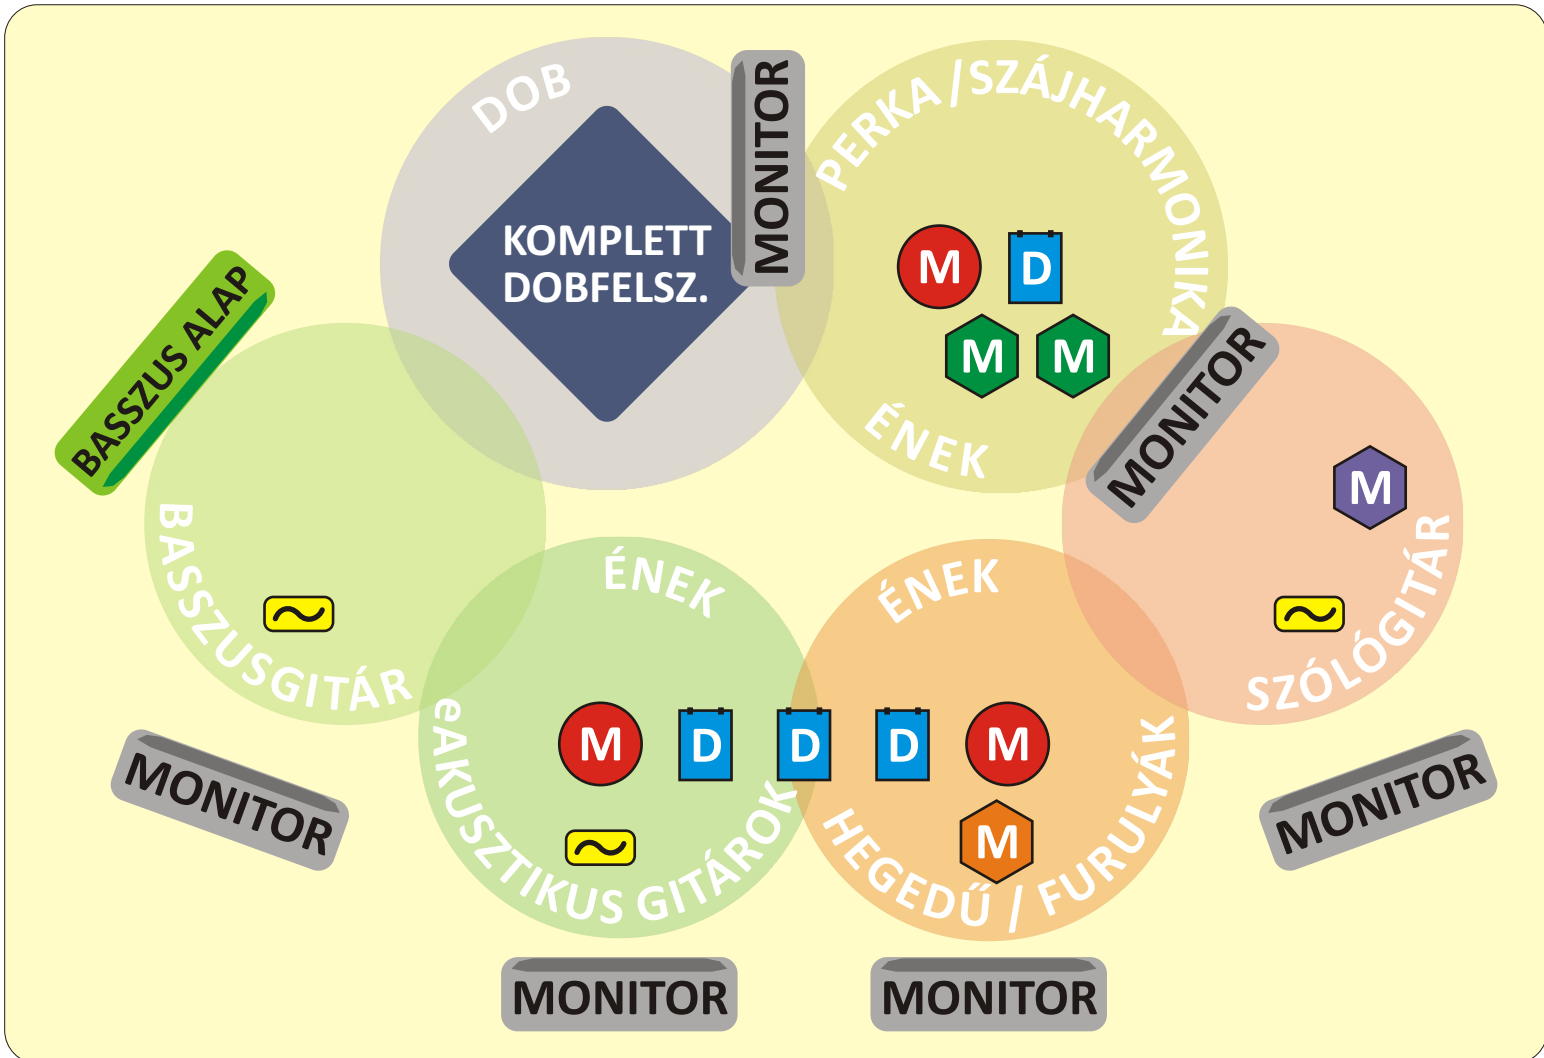 DOB
KOMPLETT
DOBFELSZ.
MONITOR
PERKA / SZÁJHARMONIKA
M
D
M
M
ÉNEK
BASSZUS ALAP
BASSZUSGITÁR
MONITOR
M
SZÓLÓGITÁR
ÉNEK
M
D
D
D
M
eAKUSZTIKUS GITÁROK
ÉNEK
M
HEGEDŰ / FURULYÁK
MONITOR
MONITOR
MONITOR
MONITOR